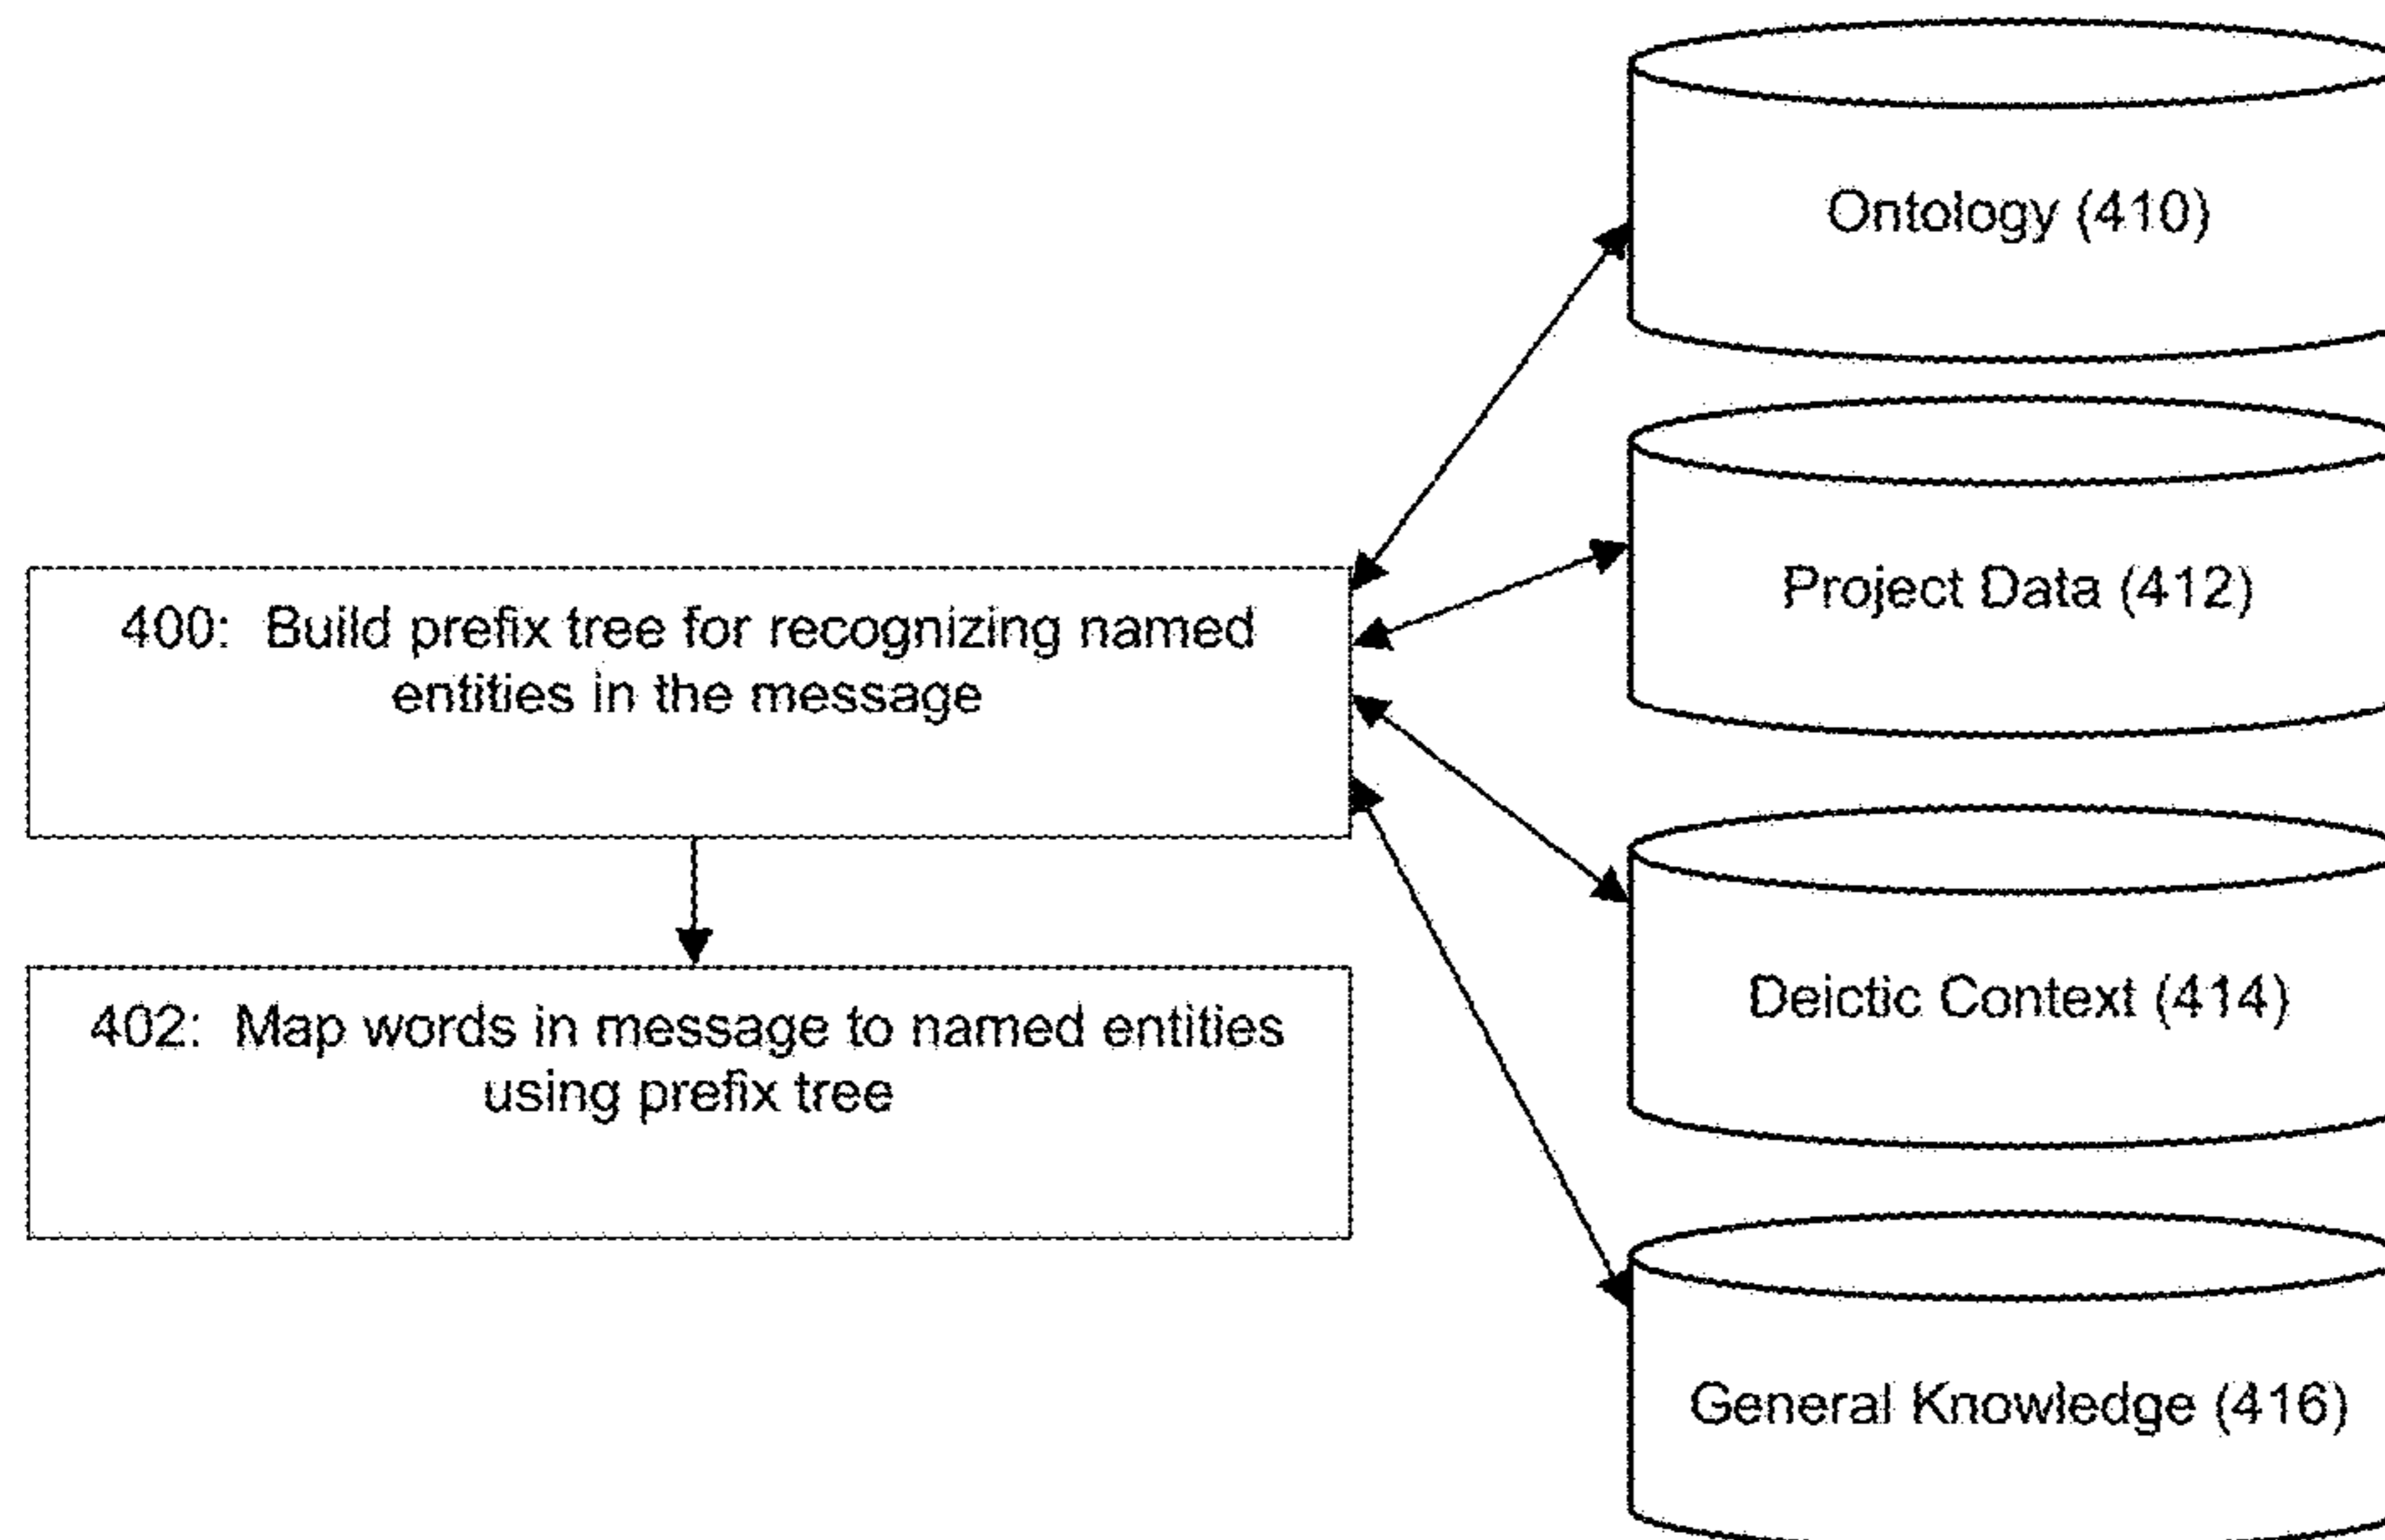 Ontology (410)
Project Data (412)
400: Build prefix tree for recognizing named
entities in the message
Deictic Context (414)
402: Map words in message to named entities
using prefix tree
General Knowledge (416)